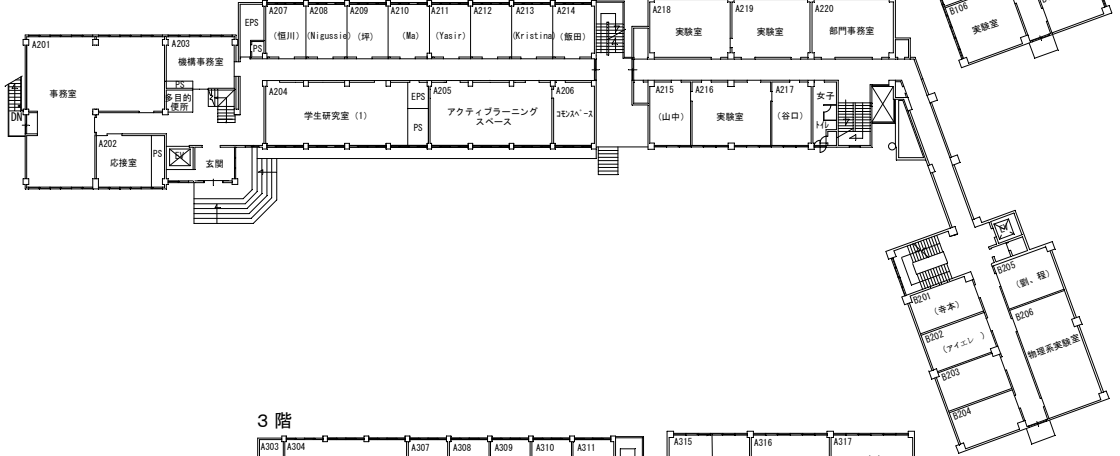 EPS
A207
(恒川)
A208
(Nigussie)
A209
(坪)
A210
(Ma)
A211
(Yasir)
A212
A213
(Kristina)
A214
(飯田)
A218
実験室
A219
実験室
A220
部門事務室
B106
実験室
A201
事務室
A203
機構事務室
PS
PS
多目的
便所
DN
A202
応接室
PS
EV
玄関
A204
学生研究室 (1)
EPS
PS
A205
アクティブラーニング
スペース
A206
コモンスペース
A215
(山中)
A216
実験室
A217
(谷口)
女子
トイレ
EV
B205
(劉、程)
B201
(寺本)
B206
物理系実験室
B202
(アイエレ )
B203
B204
3 階
A303
A304
A307
A308
A309
A310
A311
A315
A316
A317